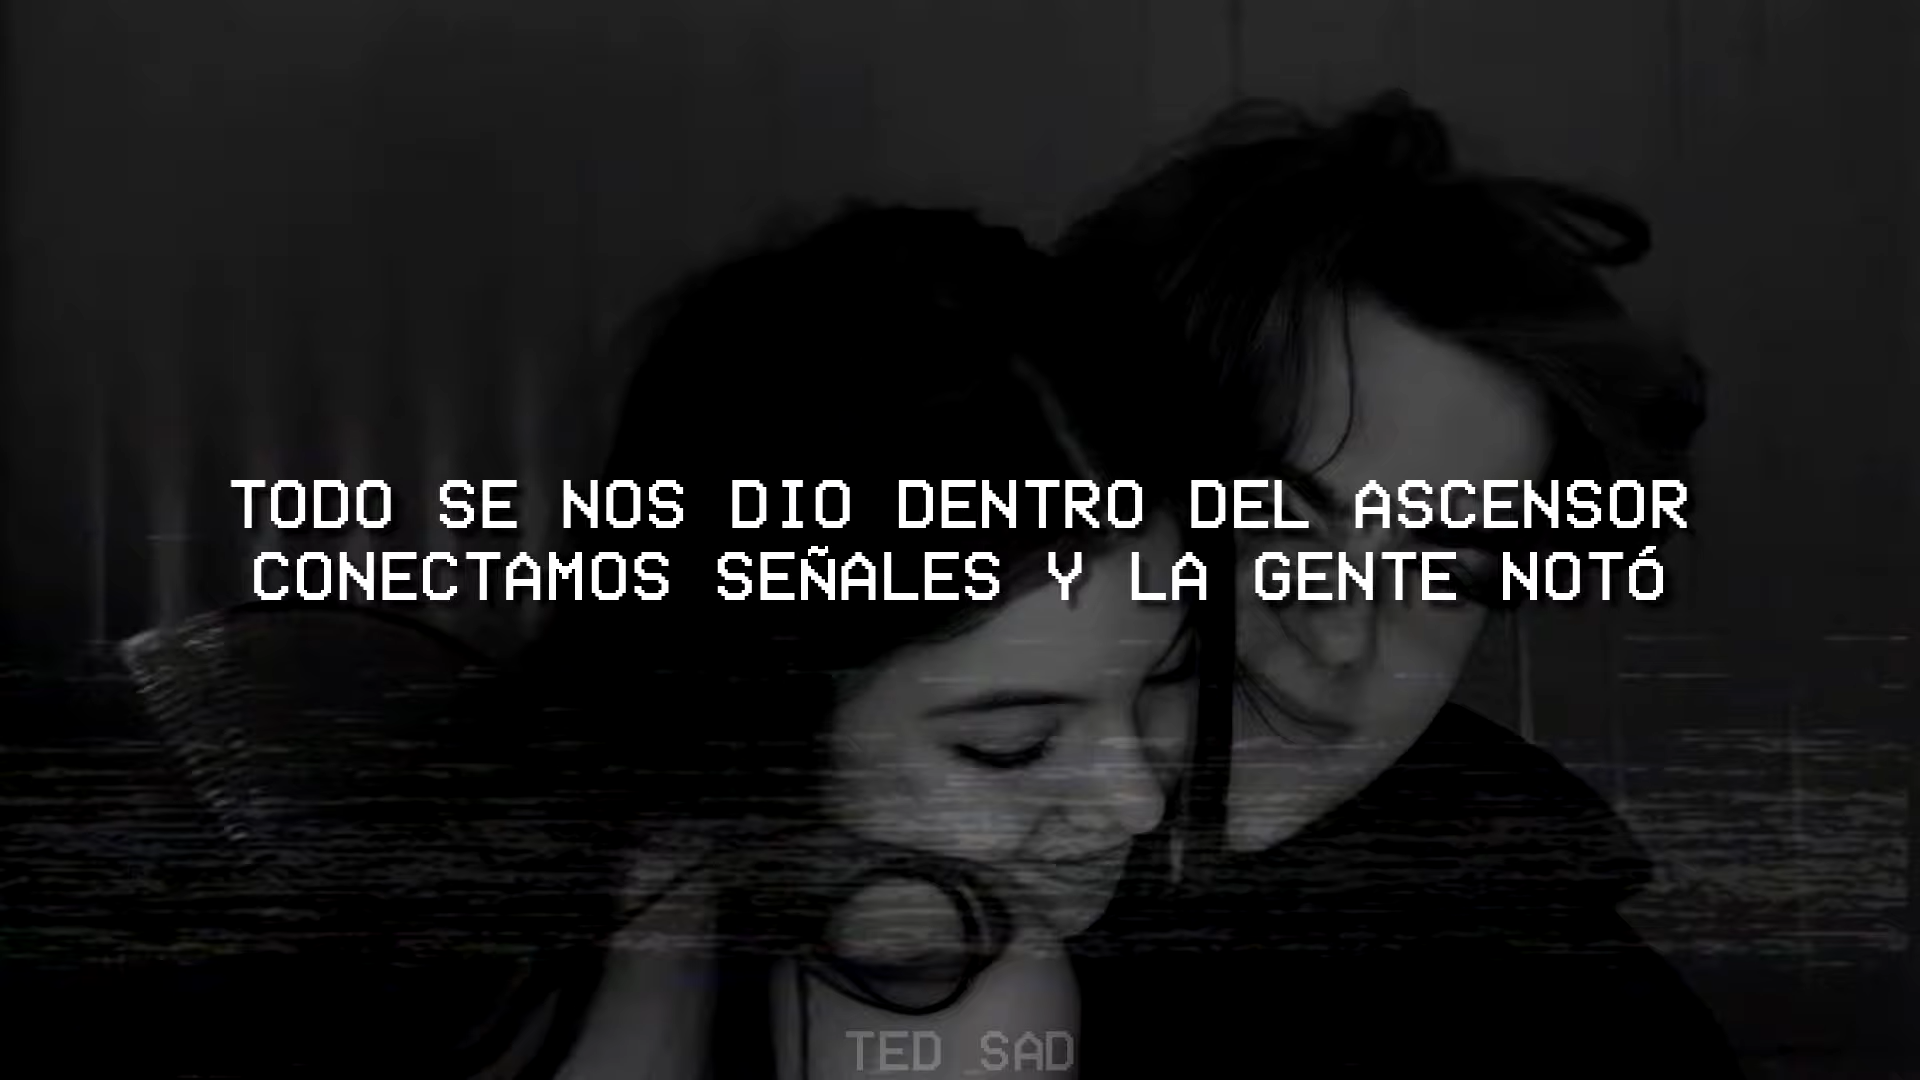 TODO SE NOS DIO DENTRO DEL ASCENSOR
CONECTAMOS SEÑALES Y LA GENTE NOTÓ
TED_SAD